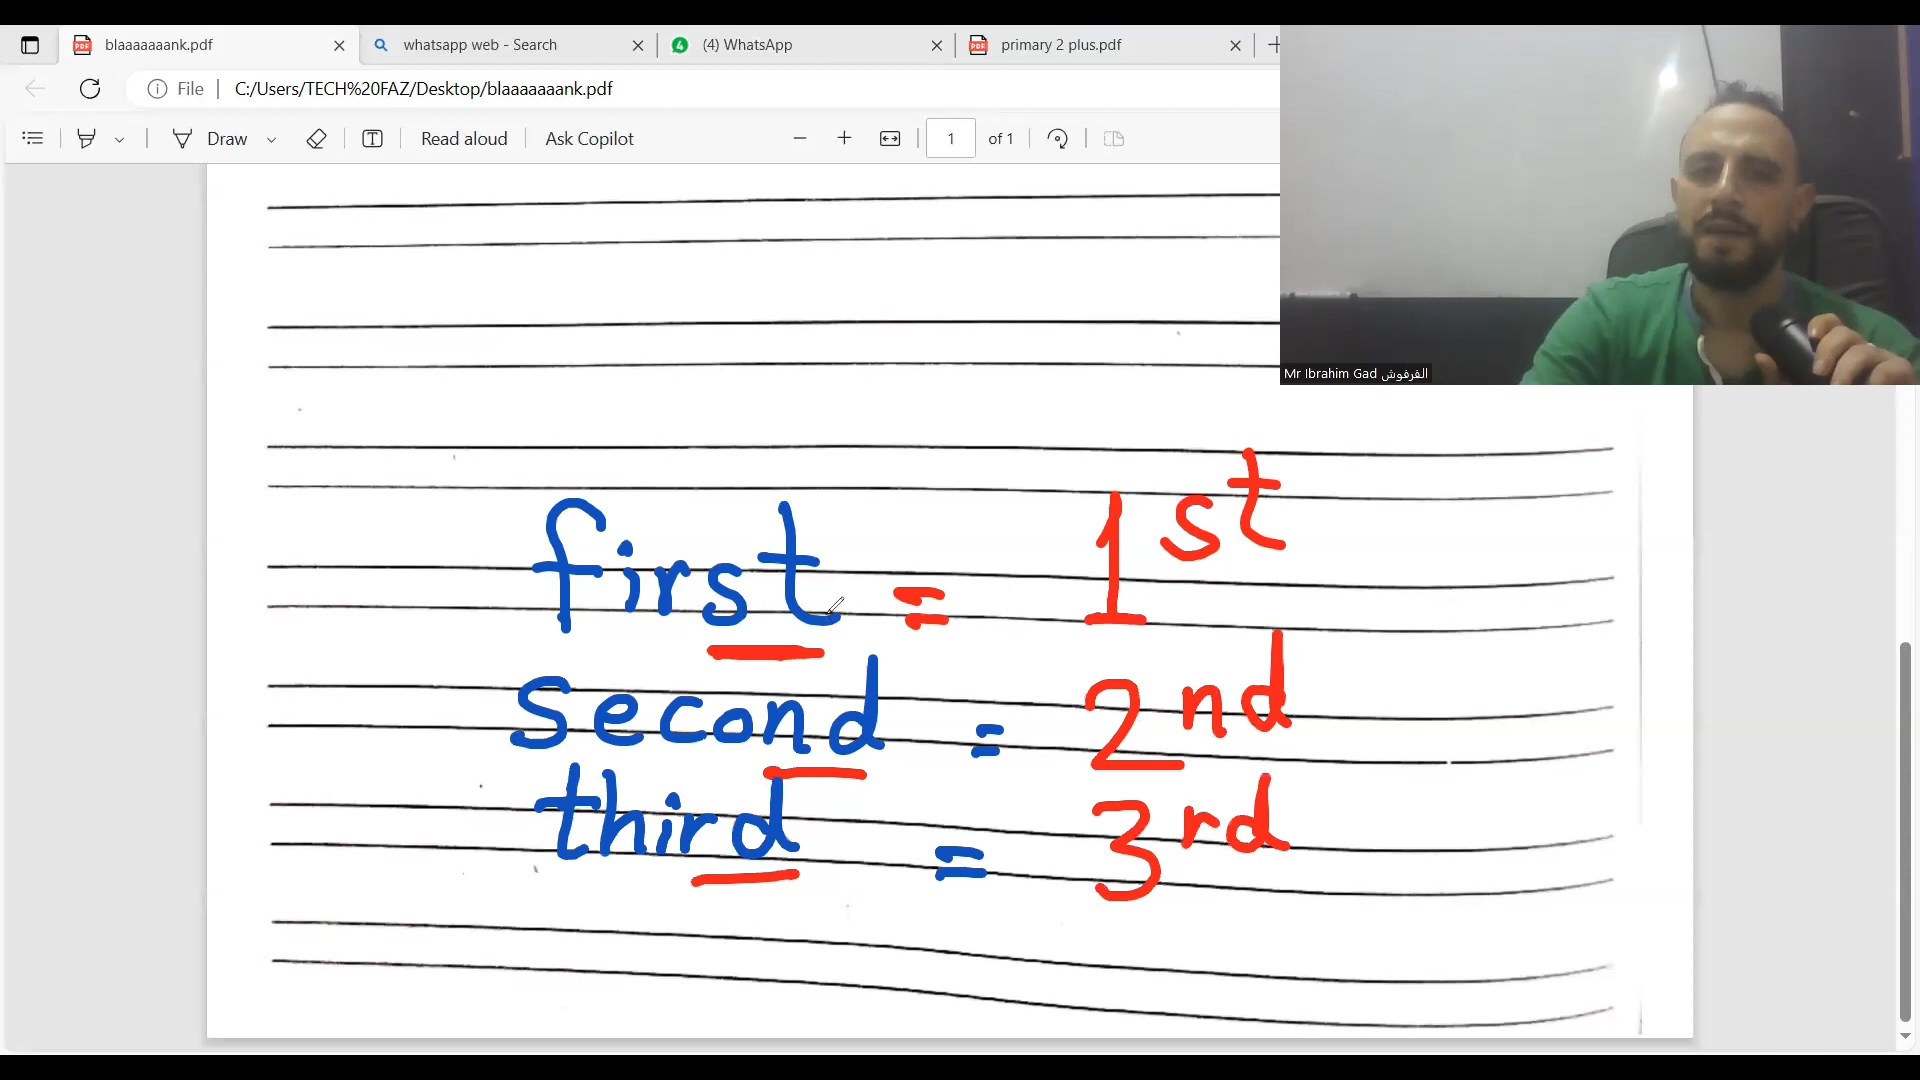 blaaaaaaank.pdf
whatsapp web - Search
(4) WhatsApp
primary 2 plus.pdf
File
C:/Users/TECH%20FAZ/Desktop/blaaaaaaank.pdf
Draw
Read aloud
Ask Copilot
1 of 1
Mr Ibrahim Gad الفرفوش
first = 1st
second = 2nd
third = 3rd